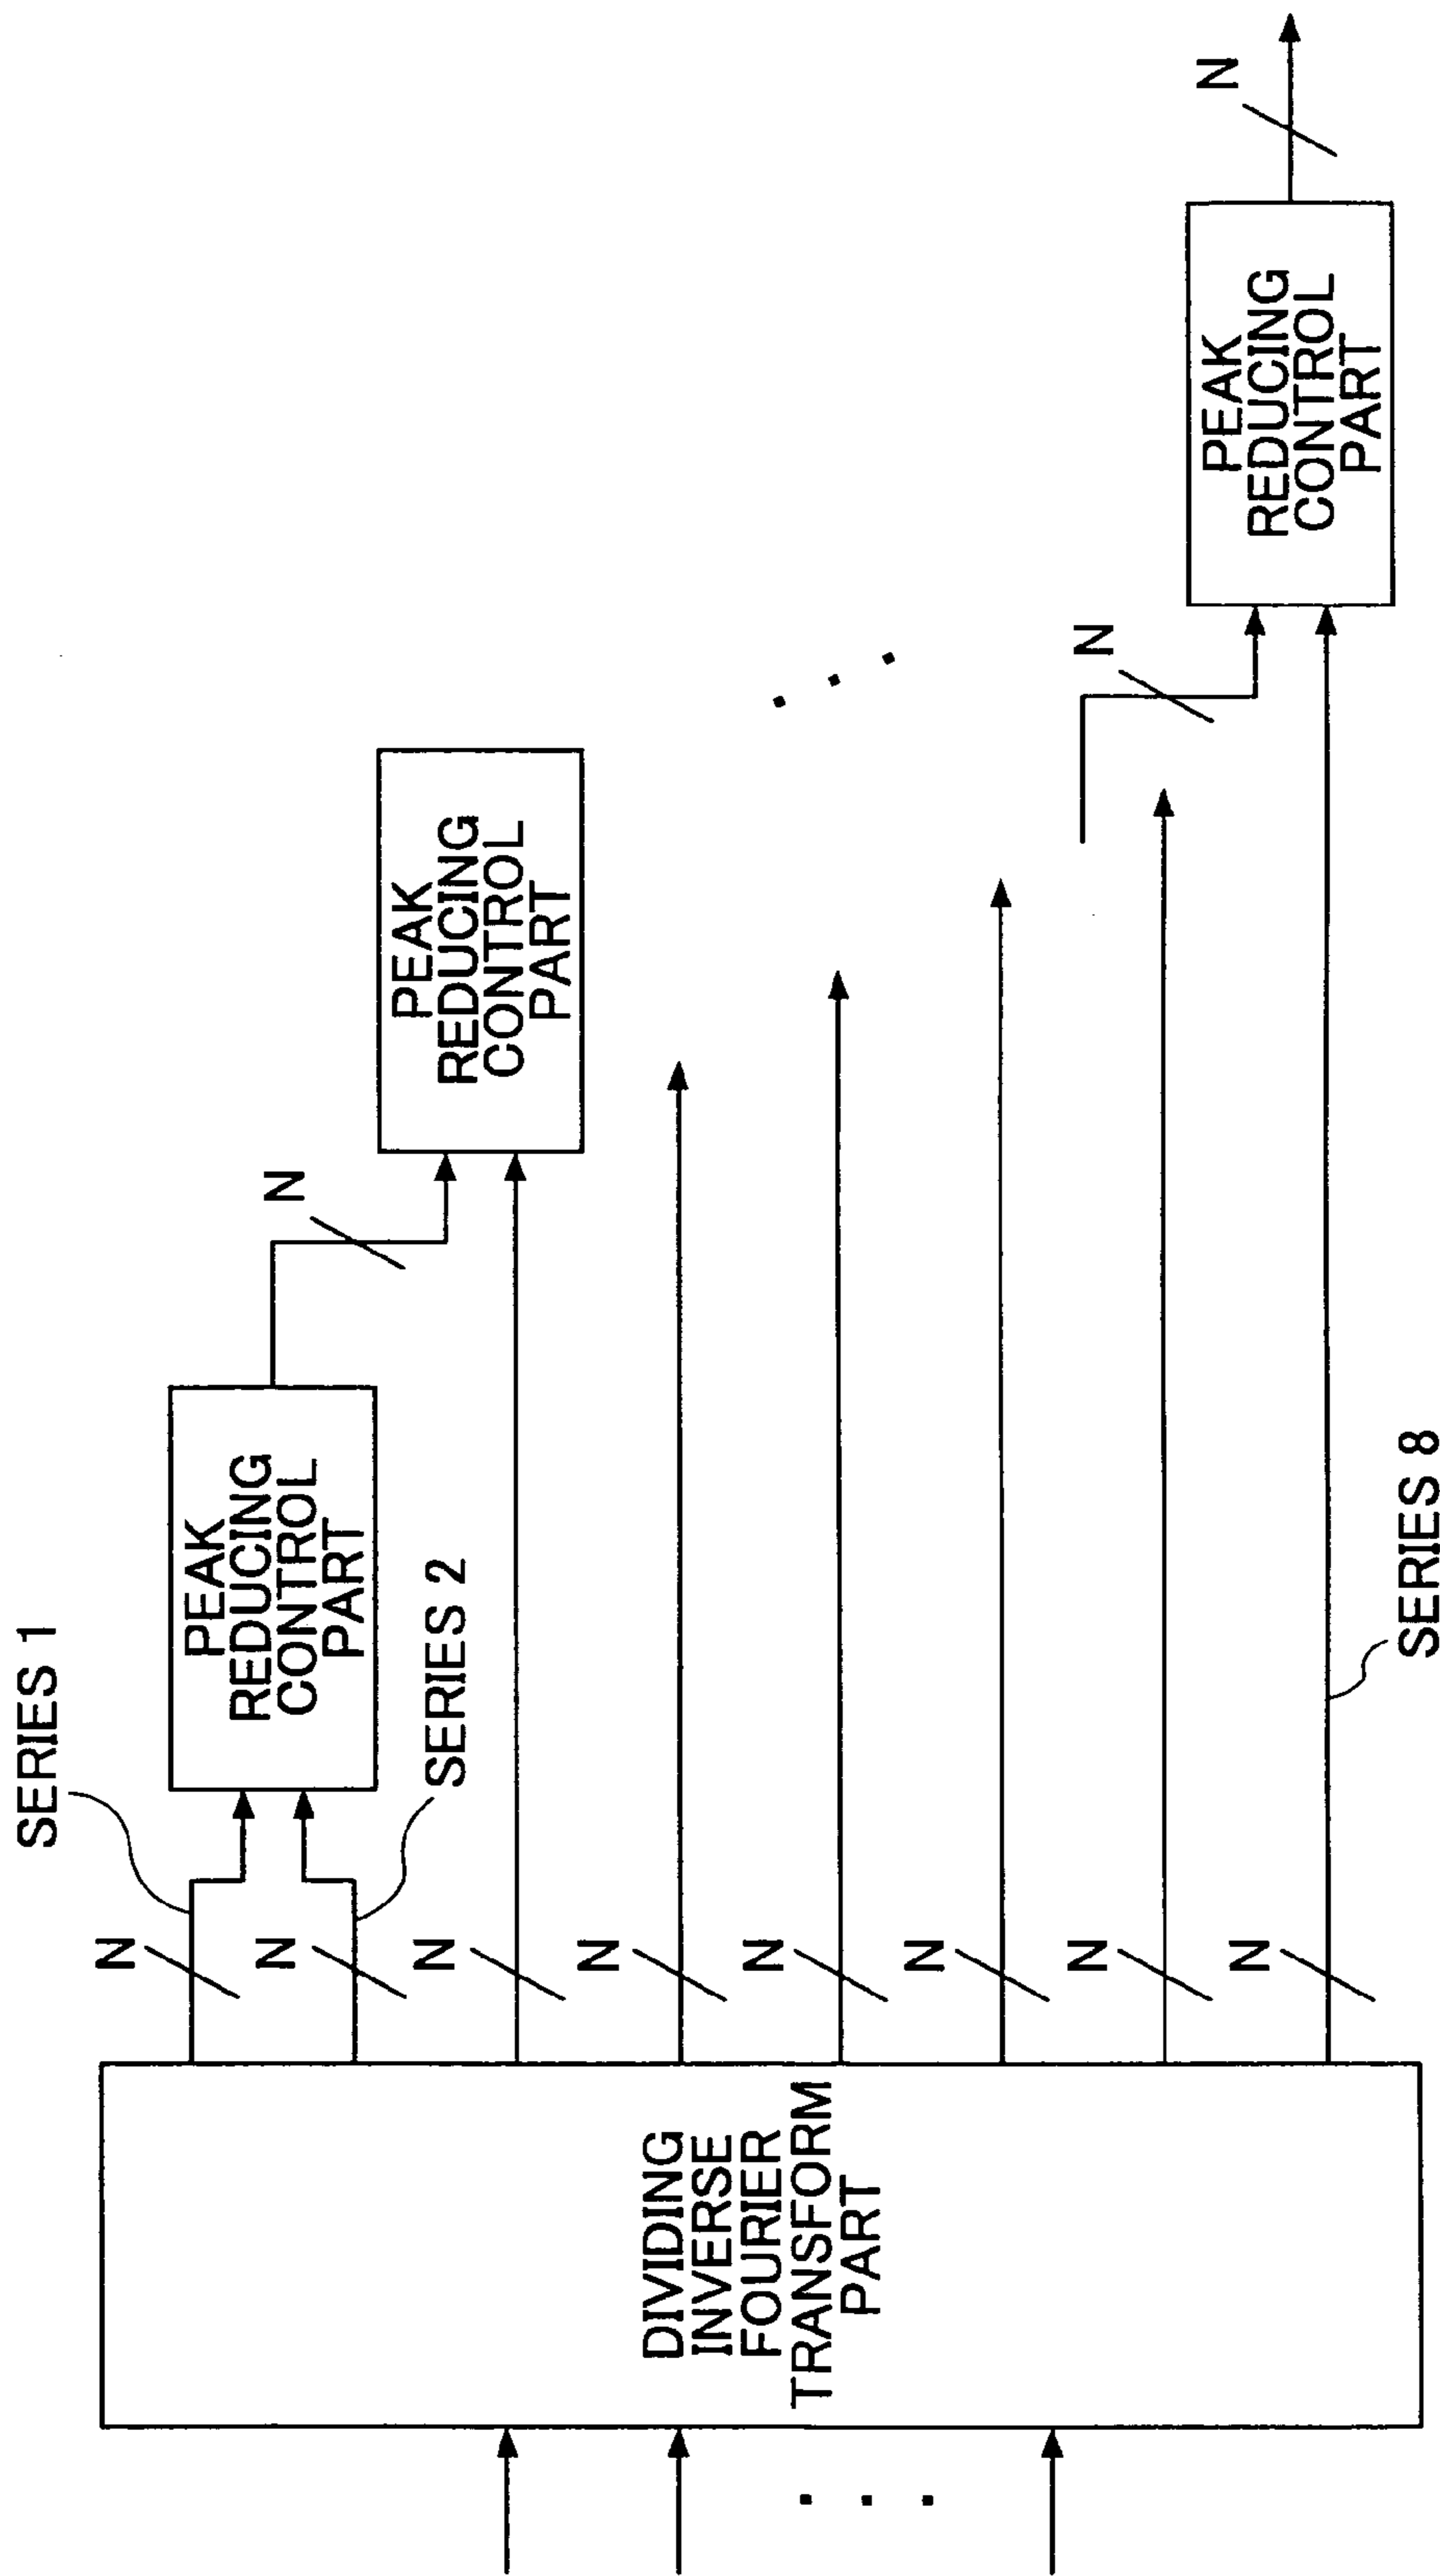 DIVIDING
INVERSE
FOURIER
TRANSFORM
PART
N
N
N
N
N
N
N
N
SERIES 1
SERIES 2
SERIES 8
PEAK
REDUCING
CONTROL
PART
N
PEAK
REDUCING
CONTROL
PART
N
PEAK
REDUCING
CONTROL
PART
N